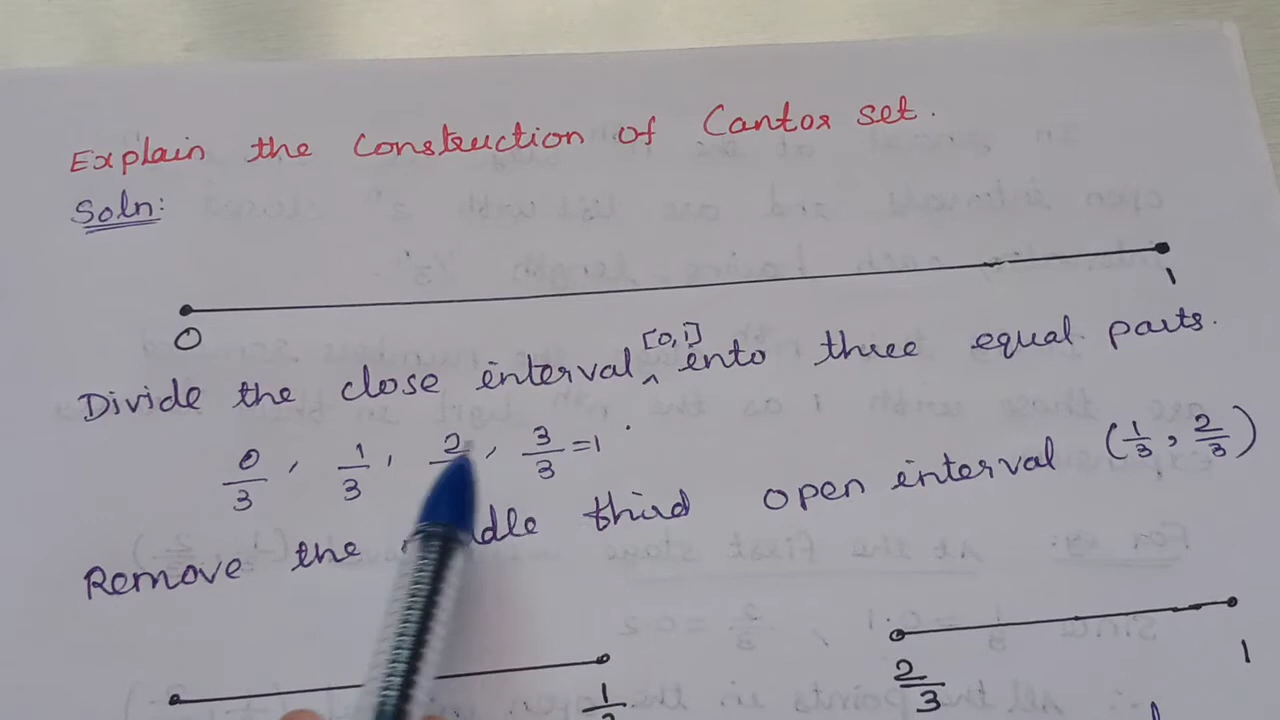 Explain the construction of Cantor set.
Soln:
0 1
Divide the close interval [0,1] into three equal parts.
0/3, 1/3, 2, 3/3 = 1
Remove the third open interval (1/3, 2/3)
2/3 1
1